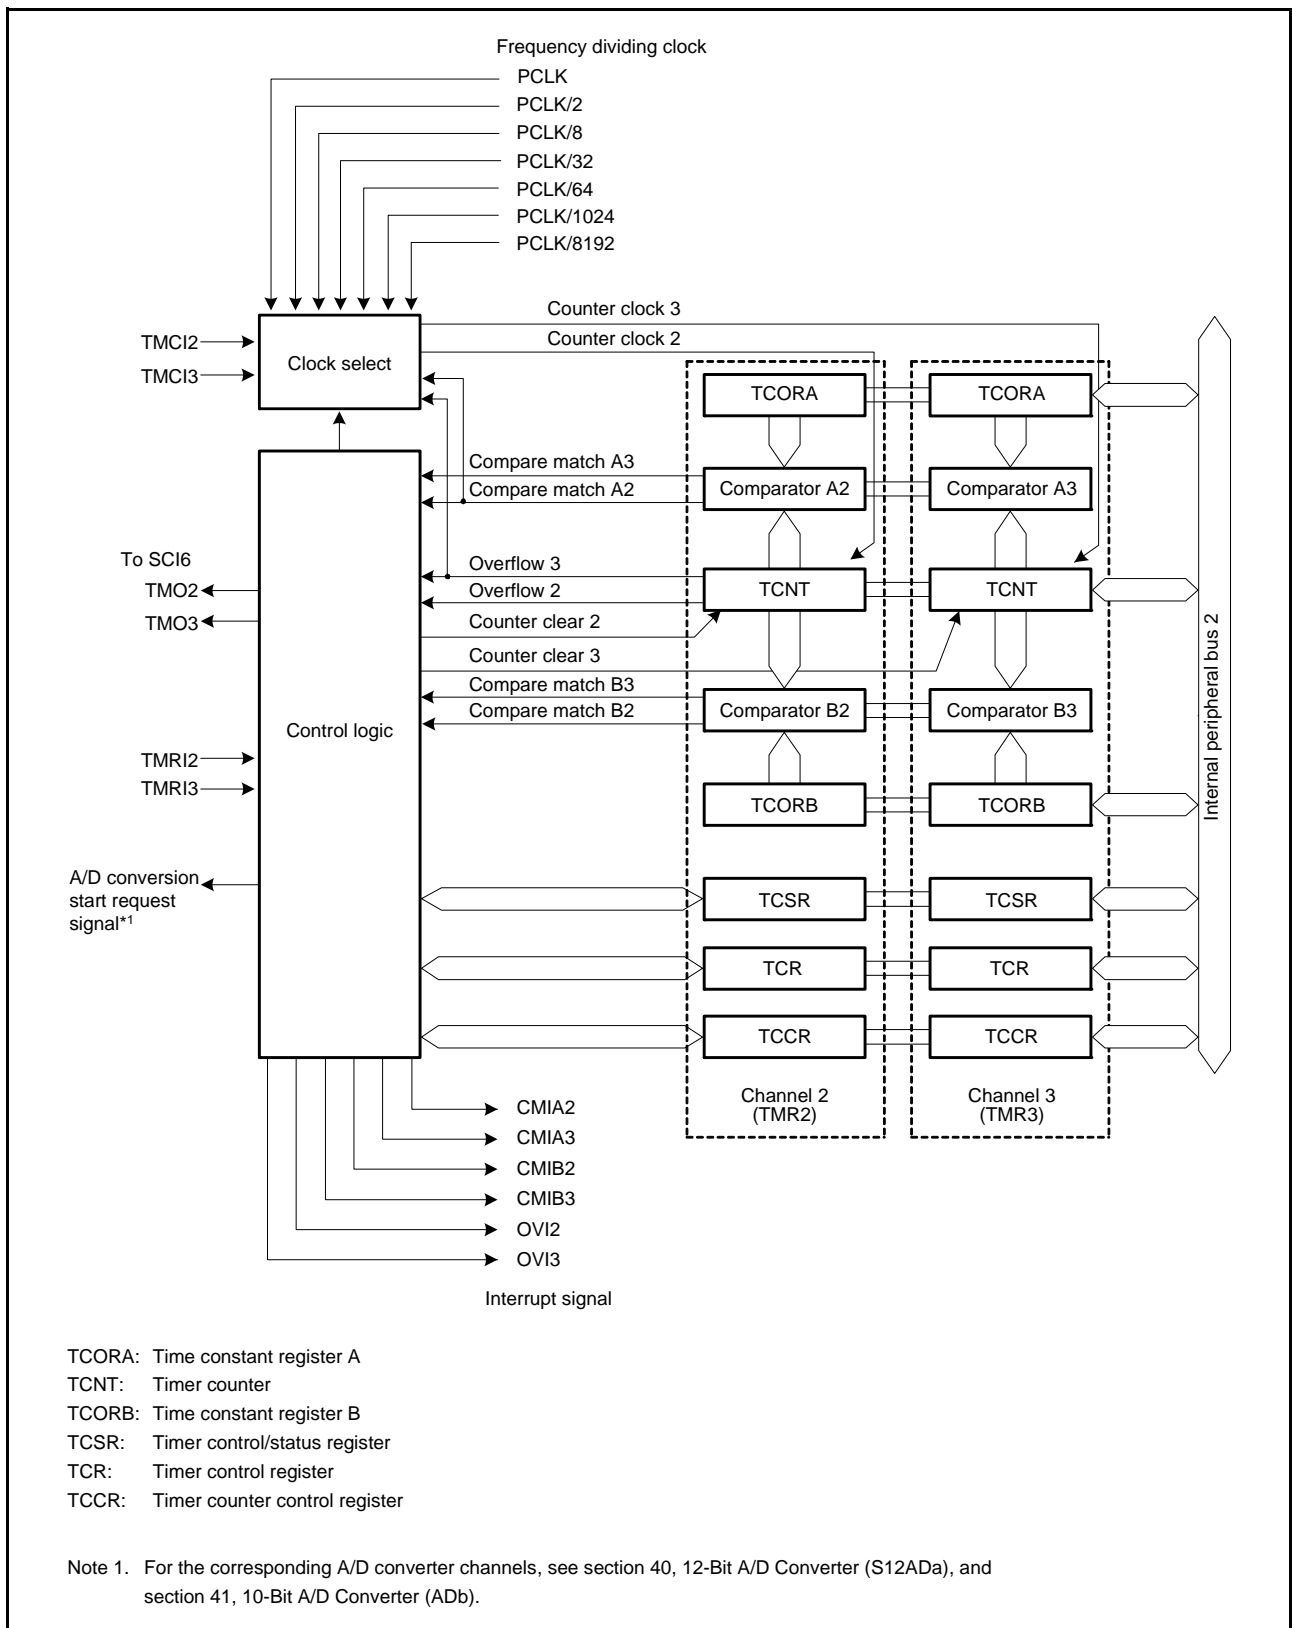 Frequency dividing clock
PCLK
PCLK/2
PCLK/8
PCLK/32
PCLK/64
PCLK/1024
PCLK/8192
TMCI2
TMCI3
Clock select
Counter clock 3
Counter clock 2
TCORA
TCORA
Compare match A3
Compare match A2
Comparator A2
Comparator A3
To SCI6
TMO2
TMO3
Overflow 3
Overflow 2
TCNT
TCNT
Counter clear 2
Counter clear 3
Compare match B3
Compare match B2
Comparator B2
Comparator B3
Control logic
TMRI2
TMRI3
TCORB
TCORB
Internal peripheral bus 2
A/D conversion
start request
signal*1
TCSR
TCSR
TCR
TCR
TCCR
TCCR
Channel 2
(TMR2)
Channel 3
(TMR3)
CMIA2
CMIA3
CMIB2
CMIB3
OVI2
OVI3
Interrupt signal
TCORA: Time constant register A
TCNT: Timer counter
TCORB: Time constant register B
TCSR: Timer control/status register
TCR: Timer control register
TCCR: Timer counter control register
Note 1. For the corresponding A/D converter channels, see section 40, 12-Bit A/D Converter (S12ADa), and
section 41, 10-Bit A/D Converter (ADb).